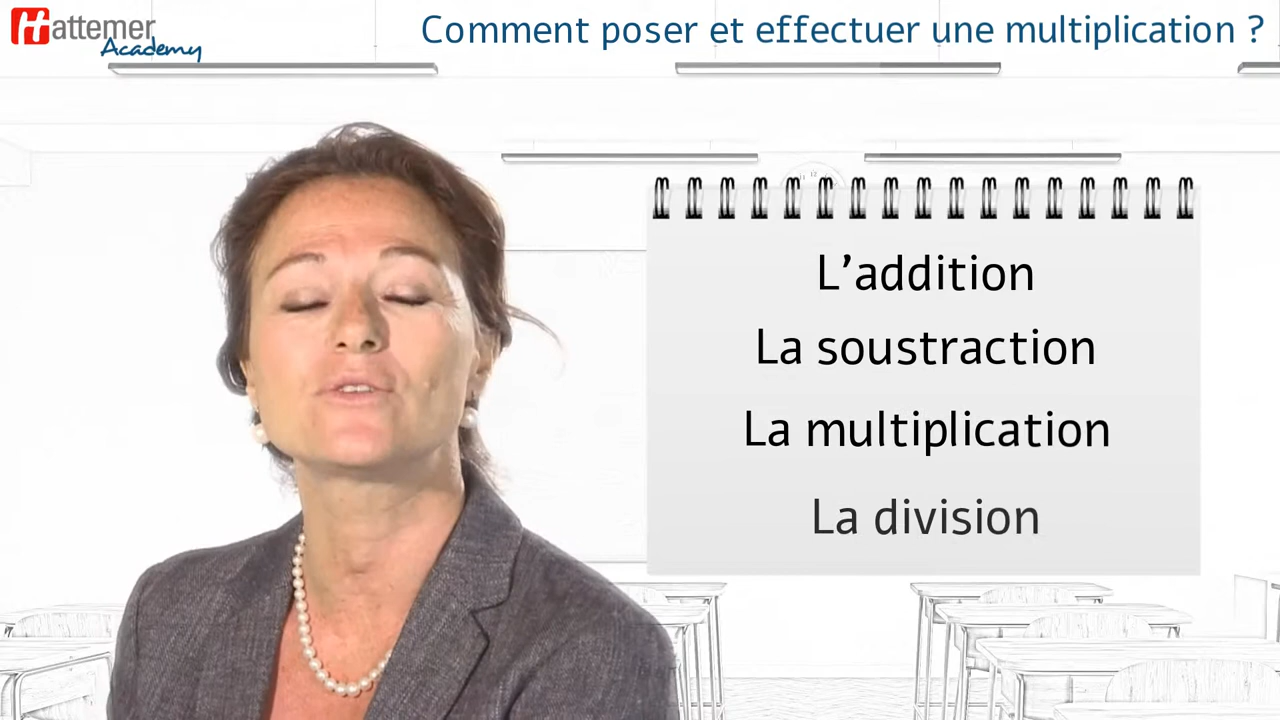 Hattemer
Academy
Comment poser et effectuer une multiplication ?
L’addition
La soustraction
La multiplication
La division